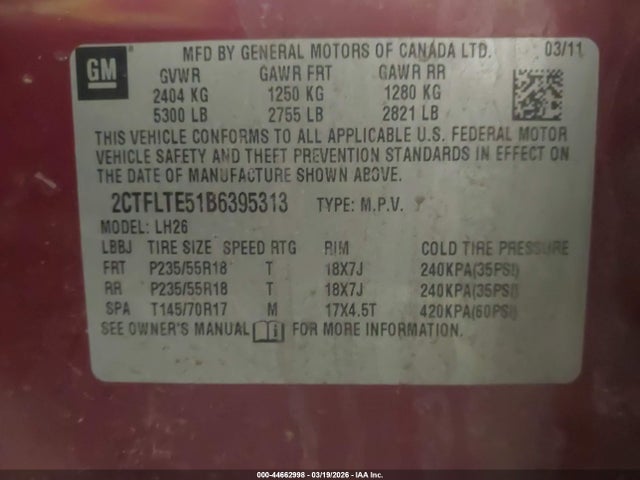 GM
MFD BY GENERAL MOTORS OF CANADA LTD. 03/11
GVWR GAWR FRT GAWR RR
2404 KG 1250 KG 1280 KG
5300 LB 2755 LB 2821 LB
THIS VEHICLE CONFORMS TO ALL APPLICABLE U.S. FEDERAL MOTOR
VEHICLE SAFETY AND THEFT PREVENTION STANDARDS IN EFFECT ON
THE DATE OF MANUFACTURE SHOWN ABOVE.
2CTFLTE51B6395313 TYPE: M.P.V.
MODEL: LH26
LBBJ TIRE SIZE SPEED RTG RIM COLD TIRE PRESSURE
FRT P235/55R18 T 18X7J 240KPA(35PSI)
RR P235/55R18 T 18X7J 240KPA(35PSI)
SPA T145/70R17 M 17X4.5T 420KPA(60PSI)
SEE OWNER'S MANUAL FOR MORE INFORMATION.
000-44662998 - 03/19/2026 - IAA Inc.